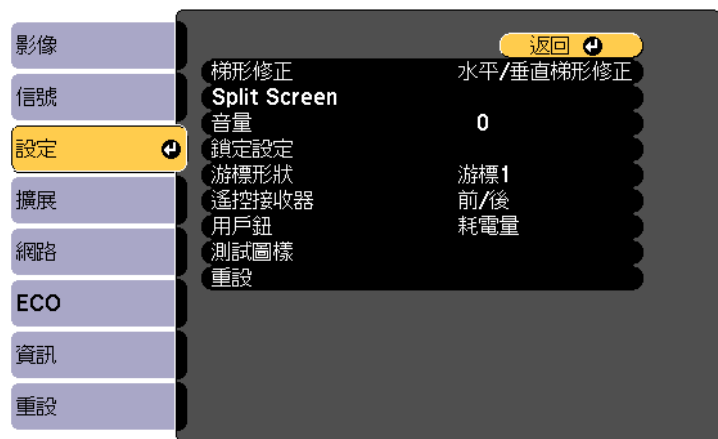 影像
信號
設定
擴展
網路
ECO
資訊
重設
返回
梯形修正 水平/垂直梯形修正
Split Screen
音量 0
鎖定設定
游標形狀 游標1
遙控接收器 前/後
用戶鈕 耗電量
測試圖樣
重設